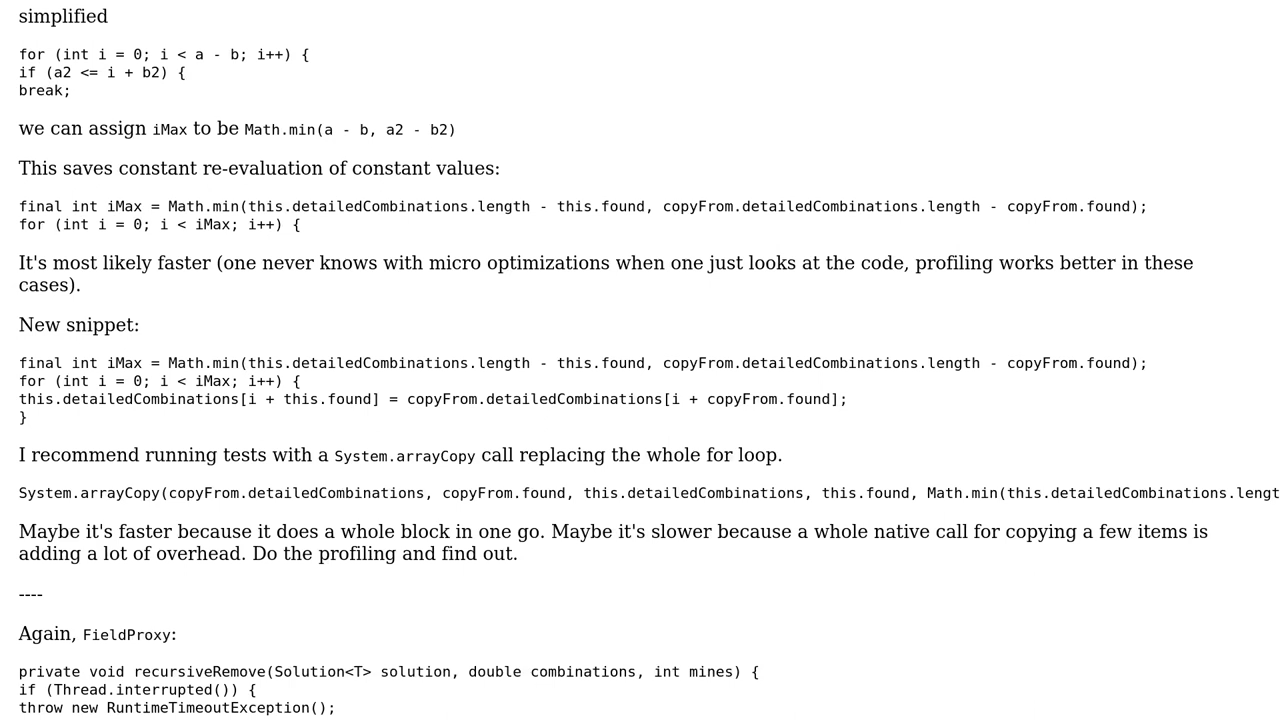 simplified
for (int i = 0; i < a - b; i++) {
if (a2 <= i + b2) {
break;
we can assign iMax to be Math.min(a - b, a2 - b2)
This saves constant re-evaluation of constant values:
final int iMax = Math.min(this.detailedCombinations.length - this.found, copyFrom.detailedCombinations.length - copyFrom.found);
for (int i = 0; i < iMax; i++) {
It's most likely faster (one never knows with micro optimizations when one just looks at the code, profiling works better in these
cases).
New snippet:
final int iMax = Math.min(this.detailedCombinations.length - this.found, copyFrom.detailedCombinations.length - copyFrom.found);
for (int i = 0; i < iMax; i++) {
this.detailedCombinations[i + this.found] = copyFrom.detailedCombinations[i + copyFrom.found];
}
I recommend running tests with a System.arrayCopy call replacing the whole for loop.
System.arrayCopy(copyFrom.detailedCombinations, copyFrom.found, this.detailedCombinations, this.found, Math.min(this.detailedCombinations.lengt
Maybe it's faster because it does a whole block in one go. Maybe it's slower because a whole native call for copying a few items is
adding a lot of overhead. Do the profiling and find out.
----
Again, FieldProxy:
private void recursiveRemove(Solution<T> solution, double combinations, int mines) {
if (Thread.interrupted()) {
throw new RuntimeTimeoutException();